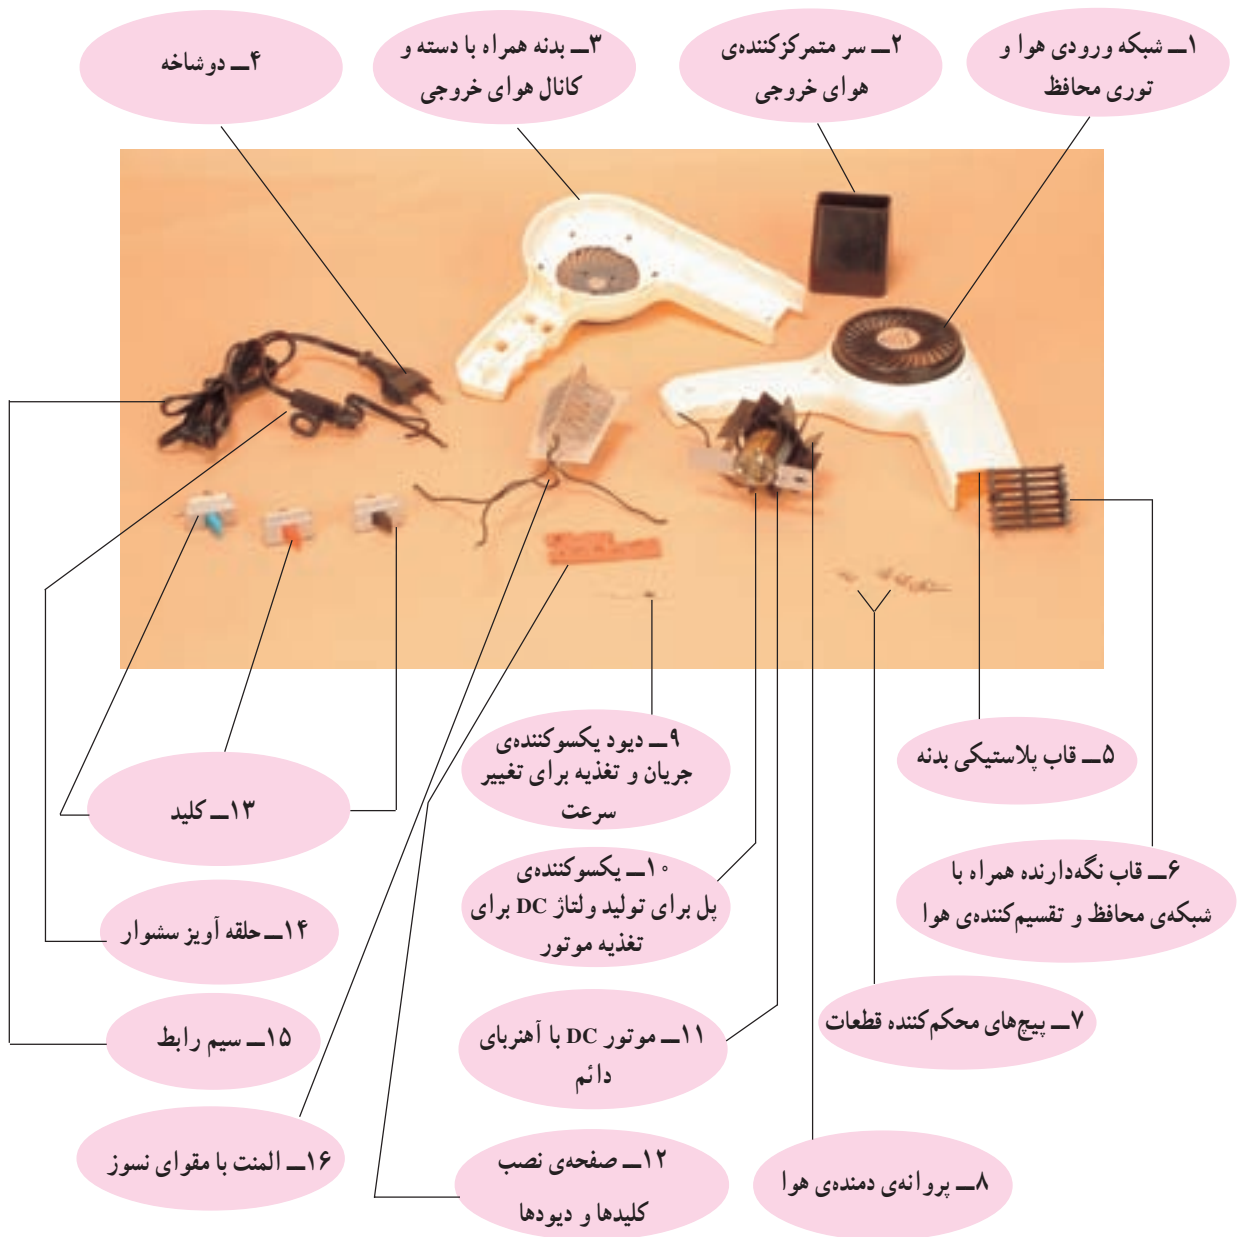 ۱ــ شبکه ورودی هوا و
توری محافظ
۲ــ سر متمرکزکننده‌ی
هوای خروجی
۳ــ بدنه همراه با دسته و
کانال هوای خروجی
۴ــ دوشاخه
۵ــ قاب پلاستیکی بدنه
۶ــ قاب نگه‌دارنده همراه با
شبکه‌ی محافظ و تقسیم‌کننده‌ی هوا
۷ــ پیچ‌های محکم‌کننده قطعات
۸ــ پروانه‌ی دمنده‌ی هوا
۹ــ دیود یکسوکننده‌ی
جریان و تغذیه برای تغییر
سرعت
۱۰ــ یکسوکننده‌ی
پل برای تولید ولتاژ DC برای
تغذیه موتور
۱۱ــ موتور DC با آهنربای
دائم
۱۲ــ صفحه‌ی نصب
کلیدها و دیودها
۱۳ــ کلید
۱۴ــ حلقه آویز سشوار
۱۵ــ سیم رابط
۱۶ــ المنت با مقوای نسوز